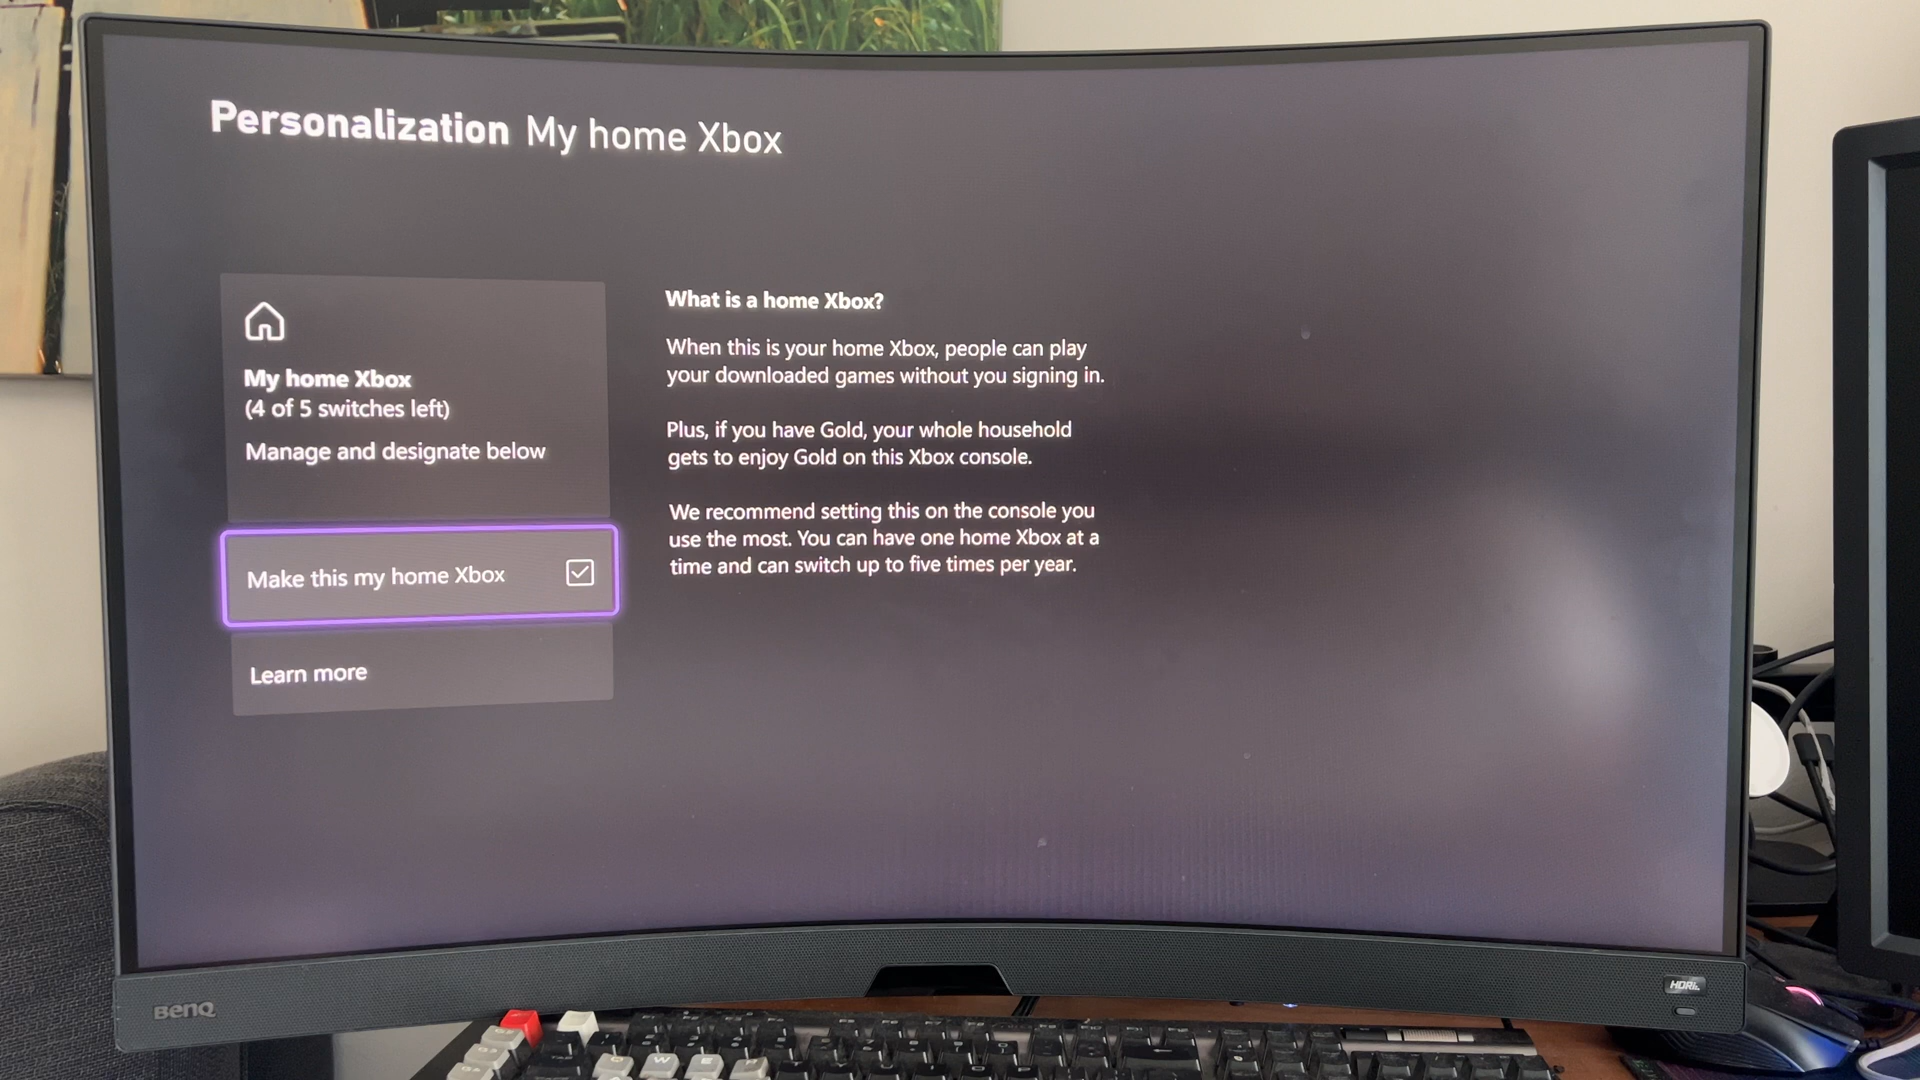 Personalization My home Xbox
My home Xbox
(4 of 5 switches left)
Manage and designate below
Make this my home Xbox
Learn more
What is a home Xbox?
When this is your home Xbox, people can play
your downloaded games without you signing in.
Plus, if you have Gold, your whole household
gets to enjoy Gold on this Xbox console.
We recommend setting this on the console you
use the most. You can have one home Xbox at a
time and can switch up to five times per year.
BenQ
HDRi
W
E